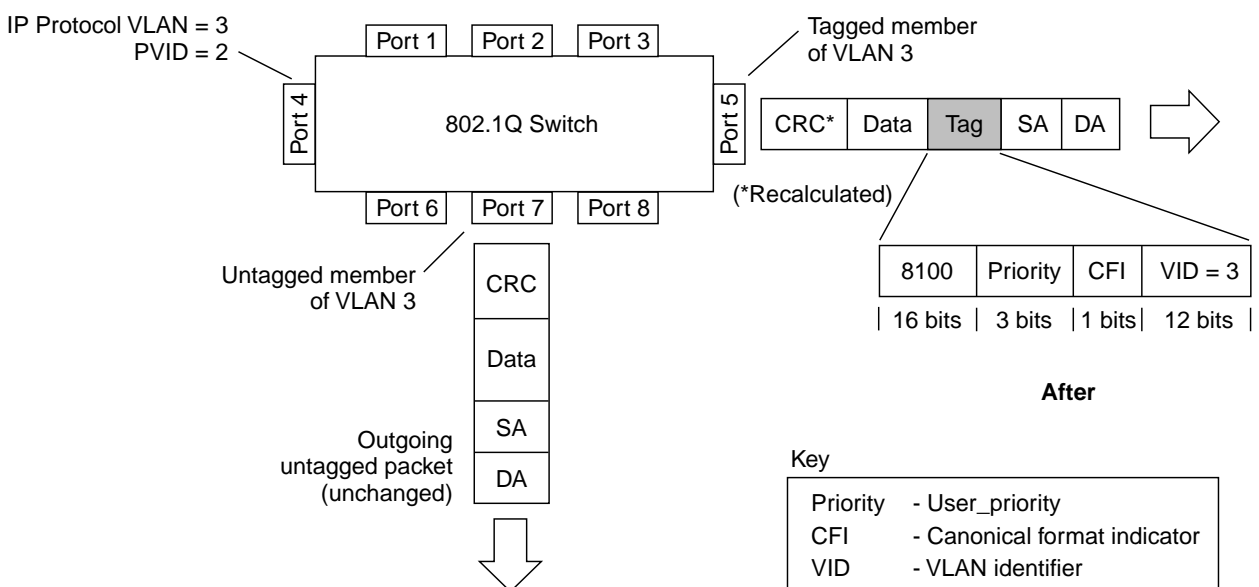 IP Protocol VLAN = 3
PVID = 2
Port 1
Port 2
Port 3
Tagged member
of VLAN 3
Port 4
802.1Q Switch
Port 5
CRC*
Data
Tag
SA
DA
(*Recalculated)
Port 6
Port 7
Port 8
Untagged member
of VLAN 3
8100
Priority
CFI
VID = 3
16 bits
3 bits
1 bits
12 bits
CRC
Data
SA
DA
After
Outgoing
untagged packet
(unchanged)
Key
Priority - User_priority
CFI - Canonical format indicator
VID - VLAN identifier